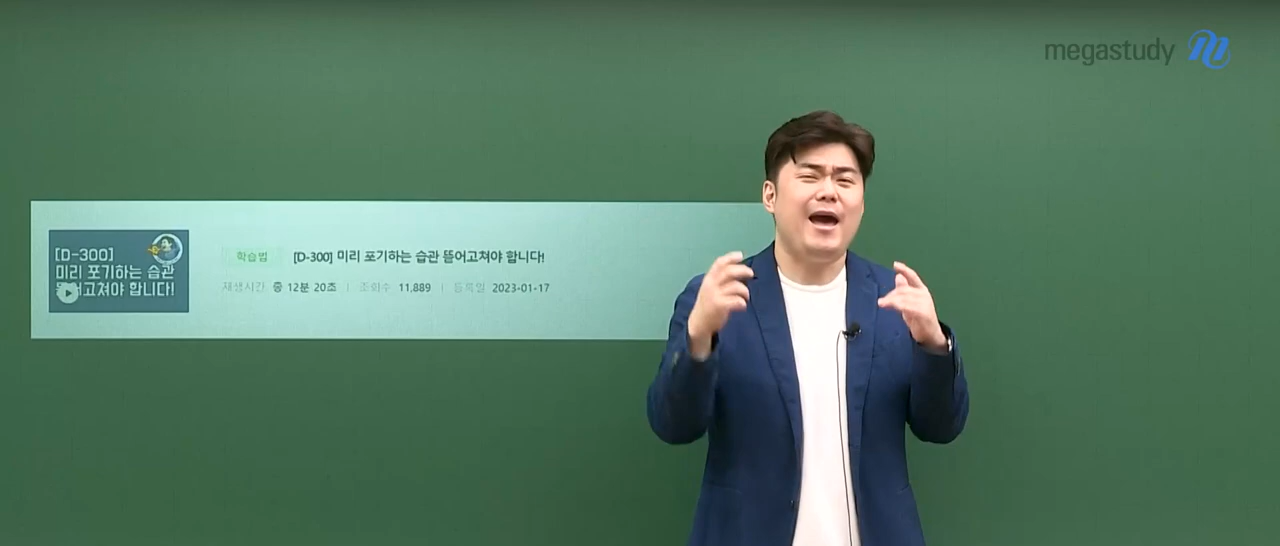 megastudy
[D-300]
미리 포기하는 습관
뜯어고쳐야 합니다!
학습법 [D-300] 미리 포기하는 습관 뜯어고쳐야 합니다!
재생시간 총 12분 20초 | 조회수 11,889 | 등록일 2023-01-17